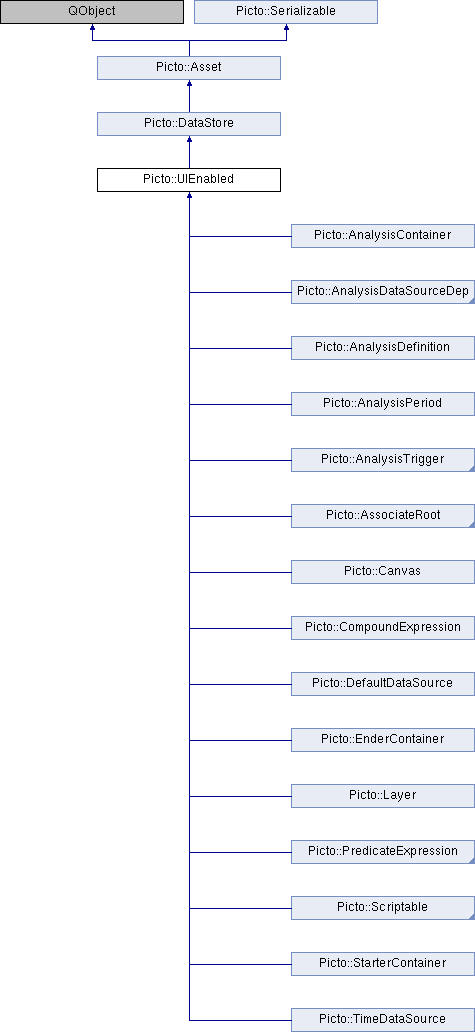 QObject
Picto::Serializable
Picto::Asset
Picto::DataStore
Picto::UIEnabled
Picto::AnalysisContainer
Picto::AnalysisDataSourceDep
Picto::AnalysisDefinition
Picto::AnalysisPeriod
Picto::AnalysisTrigger
Picto::AssociateRoot
Picto::Canvas
Picto::CompoundExpression
Picto::DefaultDataSource
Picto::EnderContainer
Picto::Layer
Picto::PredicateExpression
Picto::Scriptable
Picto::StarterContainer
Picto::TimeDataSource